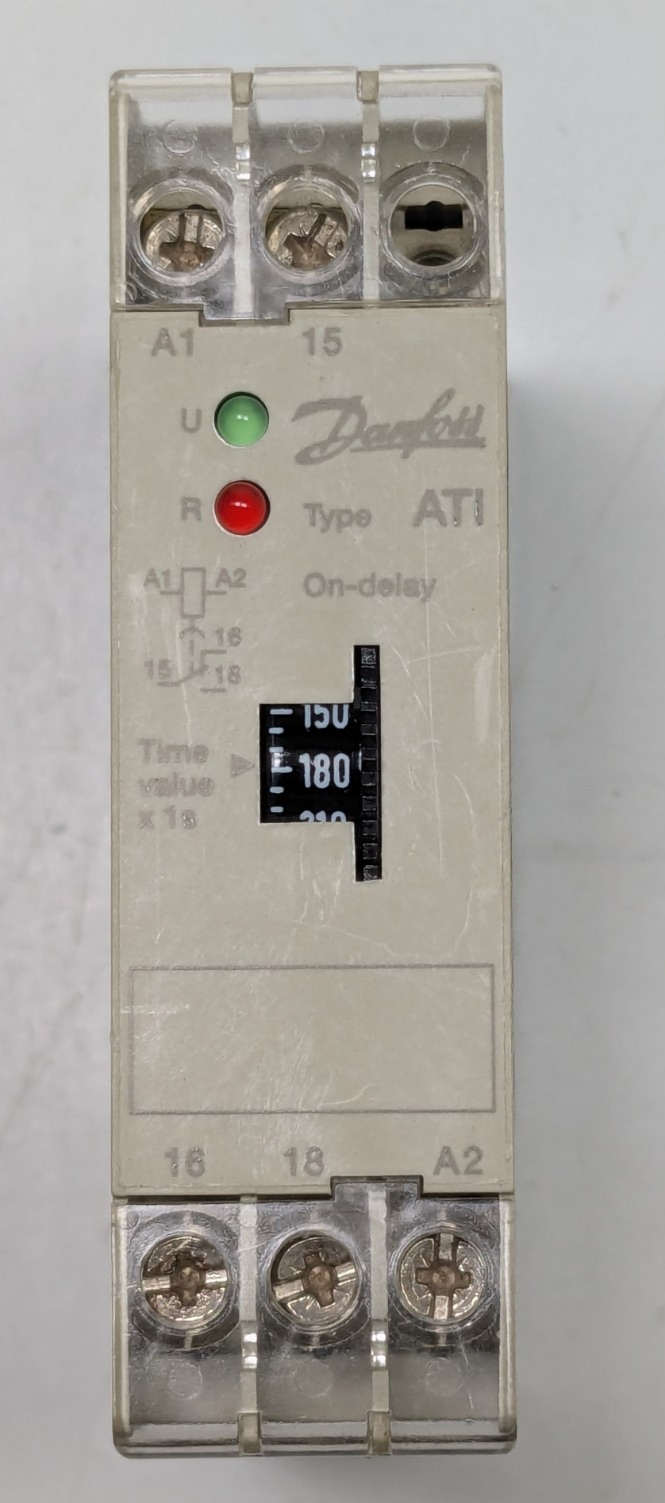 A1 15
U Danfoss
R Type ATI
A1 A2 On-delay
16
15 18
150
Time 180
value
x 1s 210
16 18 A2